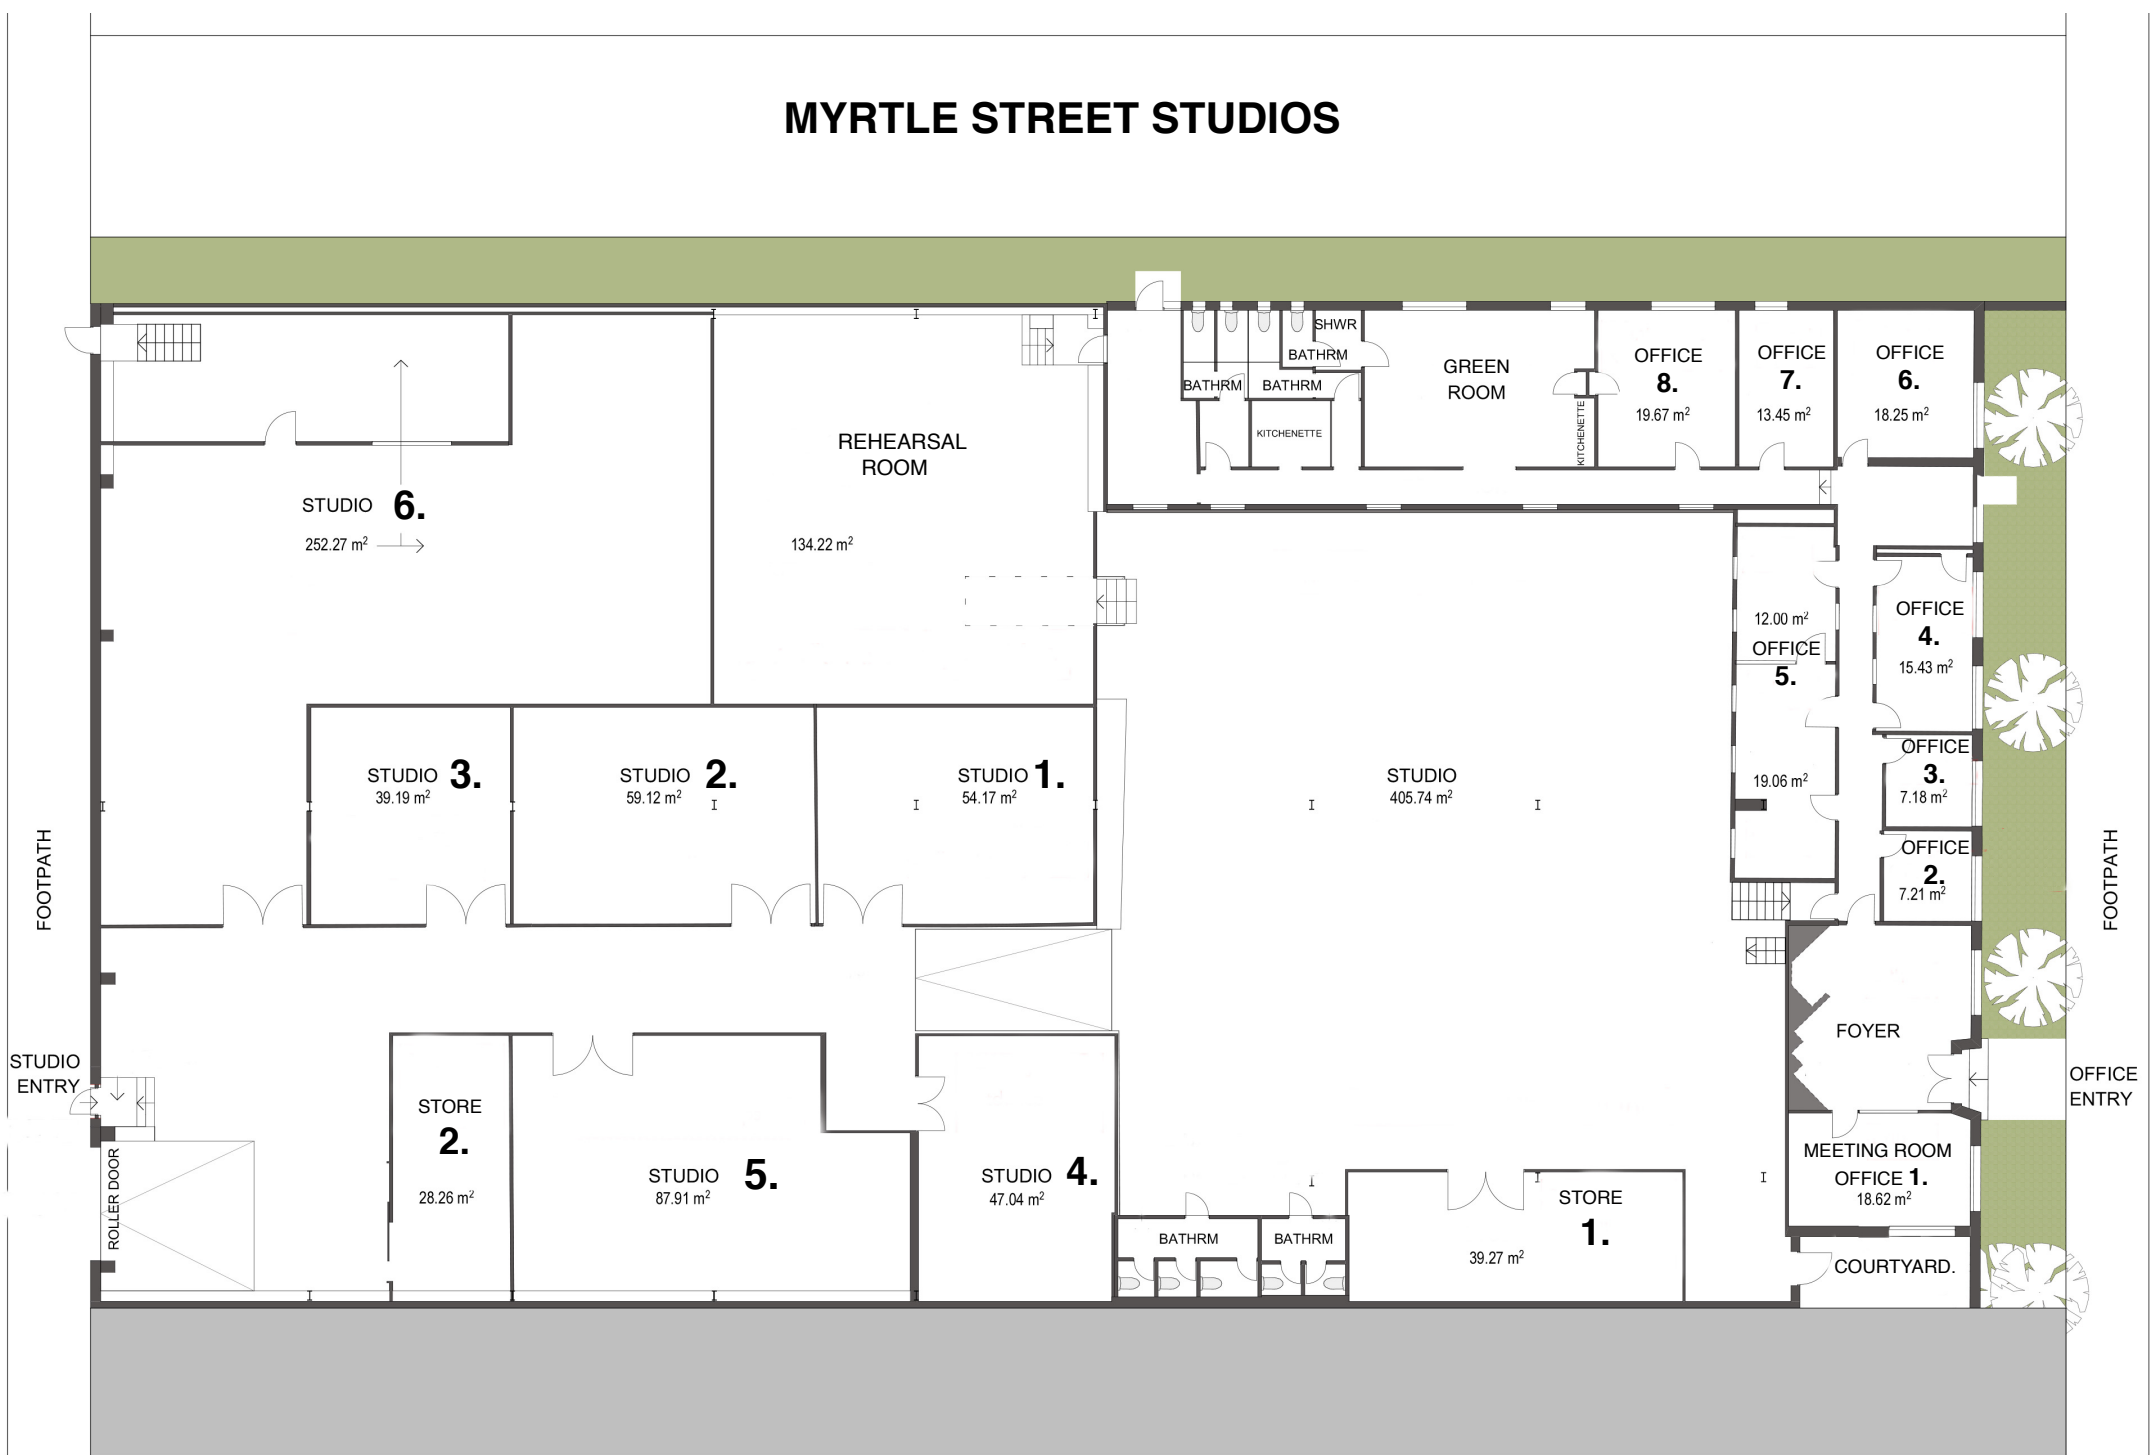 MYRTLE STREET STUDIOS
SHWR
BATHRM
BATHRM
BATHRM
KITCHENETTE
GREEN
ROOM
KITCHENETTE
OFFICE
8.
19.67 m²
OFFICE
7.
13.45 m²
OFFICE
6.
18.25 m²
REHEARSAL
ROOM
134.22 m²
STUDIO 6.
252.27 m²
12.00 m²
OFFICE
5.
19.06 m²
OFFICE
4.
15.43 m²
OFFICE
3.
7.18 m²
OFFICE
2.
7.21 m²
STUDIO 3.
39.19 m²
STUDIO 2.
59.12 m²
STUDIO 1.
54.17 m²
STUDIO
405.74 m²
FOOTPATH
FOOTPATH
FOYER
STUDIO
ENTRY
OFFICE
ENTRY
ROLLER DOOR
STORE
2.
28.26 m²
STUDIO 5.
87.91 m²
STUDIO 4.
47.04 m²
MEETING ROOM
OFFICE 1.
18.62 m²
BATHRM
BATHRM
STORE
1.
39.27 m²
COURTYARD.